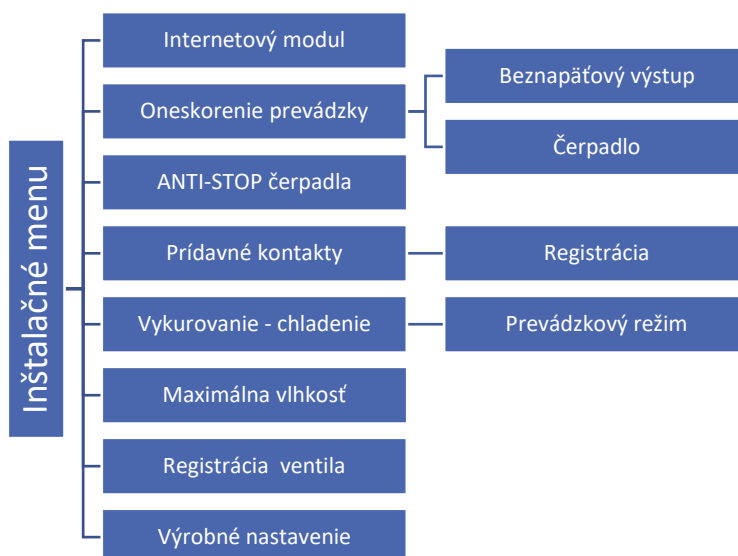 Inštalačné menu
Internetový modul
Oneskorenie prevádzky
Beznapäťový výstup
Čerpadlo
ANTI-STOP čerpadla
Prídavné kontakty
Registrácia
Vykurovanie - chladenie
Prevádzkový režim
Maximálna vlhkosť
Registrácia  ventila
Výrobné nastavenie